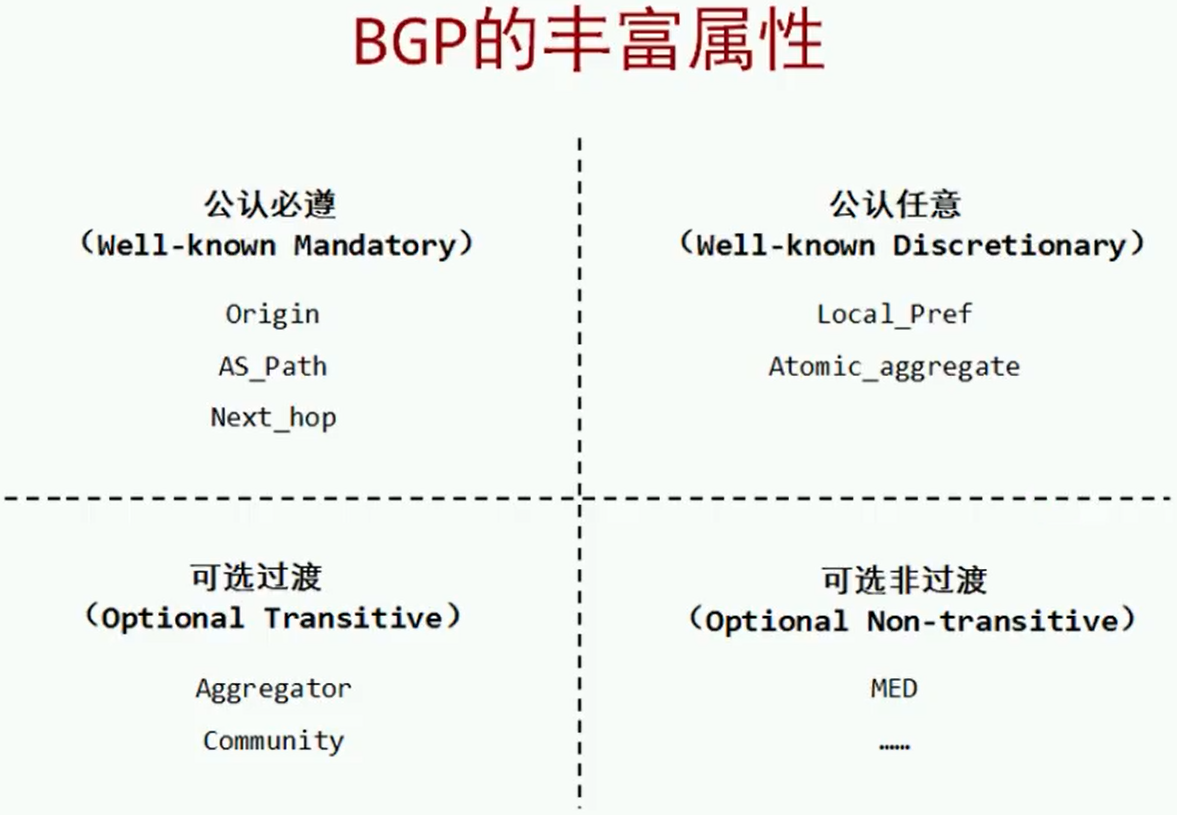 BGP的丰富属性
公认必遵
（Well-known Mandatory）
Origin
AS_Path
Next_hop
公认任意
（Well-known Discretionary）
Local_Pref
Atomic_aggregate
可选过渡
（Optional Transitive）
Aggregator
Community
可选非过渡
（Optional Non-transitive）
MED
……